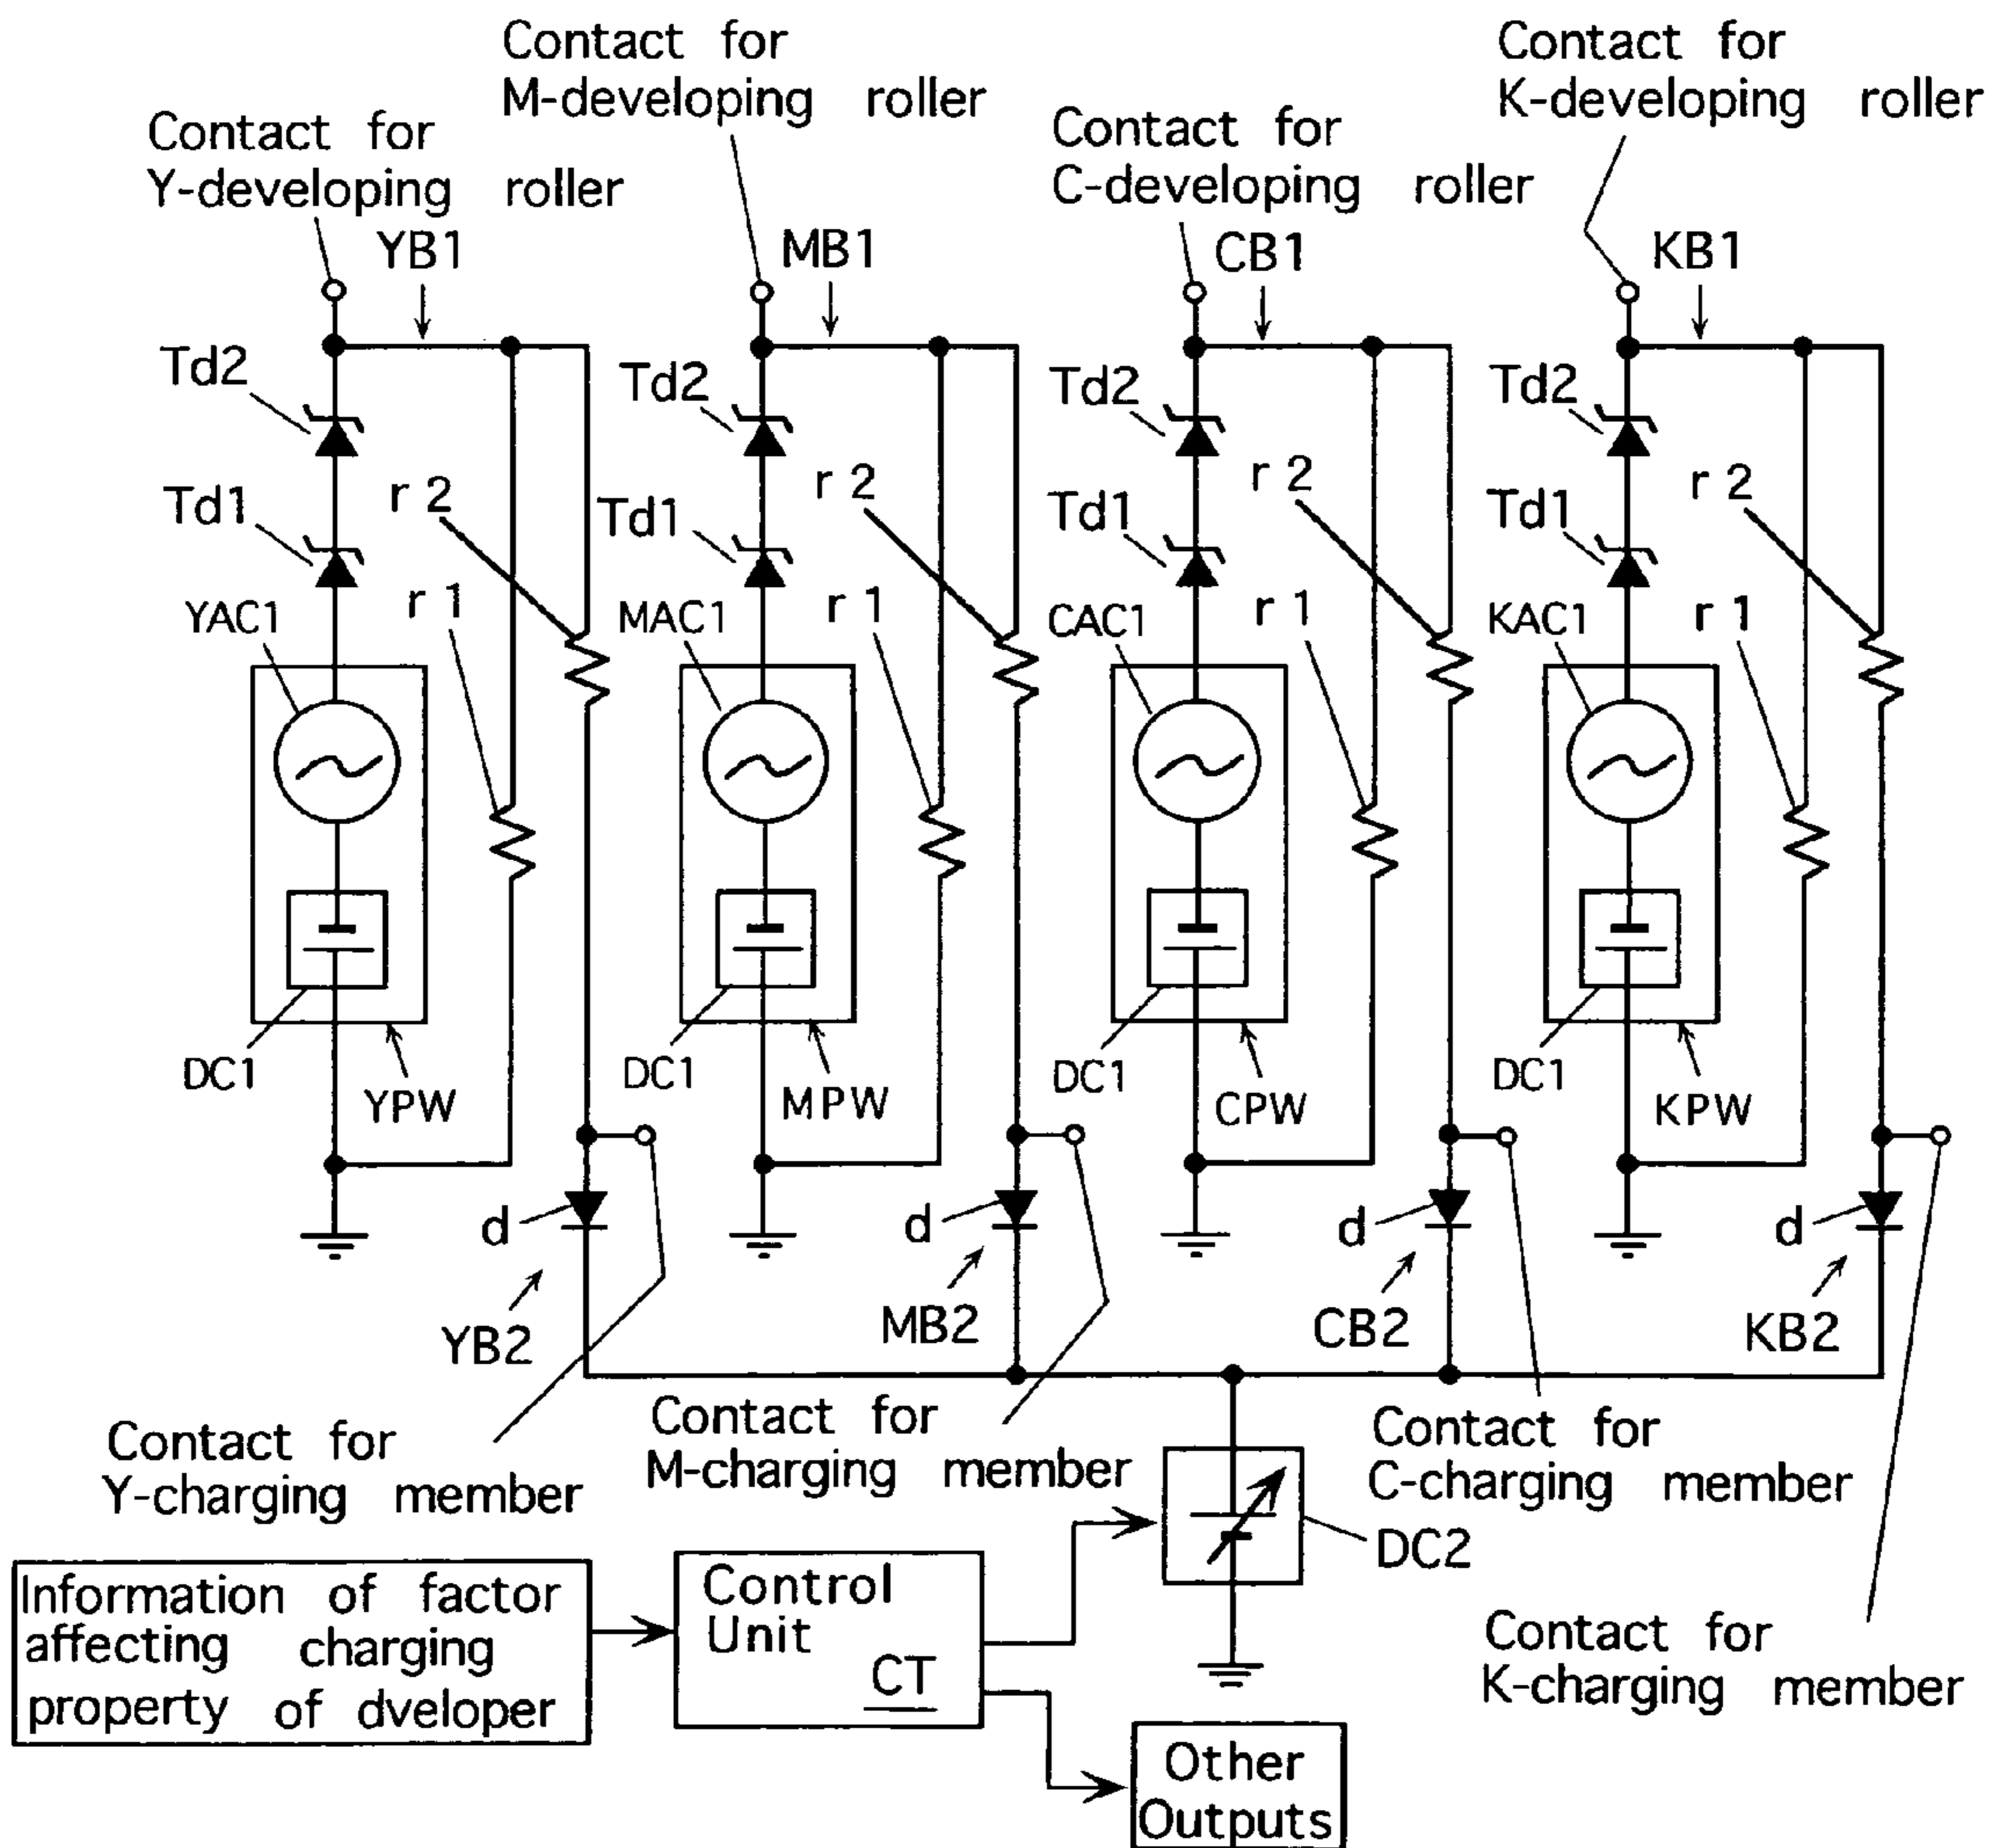 Contact for
M-developing roller
Contact for
K-developing roller
Contact for
Y-developing roller
Contact for
C-developing roller
YB1
MB1
CB1
KB1
Td2
Td2
Td2
Td2
Td1
r 2
Td1
r 2
Td1
r 2
Td1
r 2
YAC1
r 1
MAC1
r 1
CAC1
r 1
KAC1
r 1
DC1
YPW
DC1
MPW
DC1
CPW
DC1
KPW
d
d
d
d
YB2
MB2
CB2
KB2
Contact for
Y-charging member
Contact for
M-charging member
Contact for
C-charging member
DC2
Contact for
K-charging member
Information of factor
affecting charging
property of dveloper
Control
Unit
CT
Other
Outputs